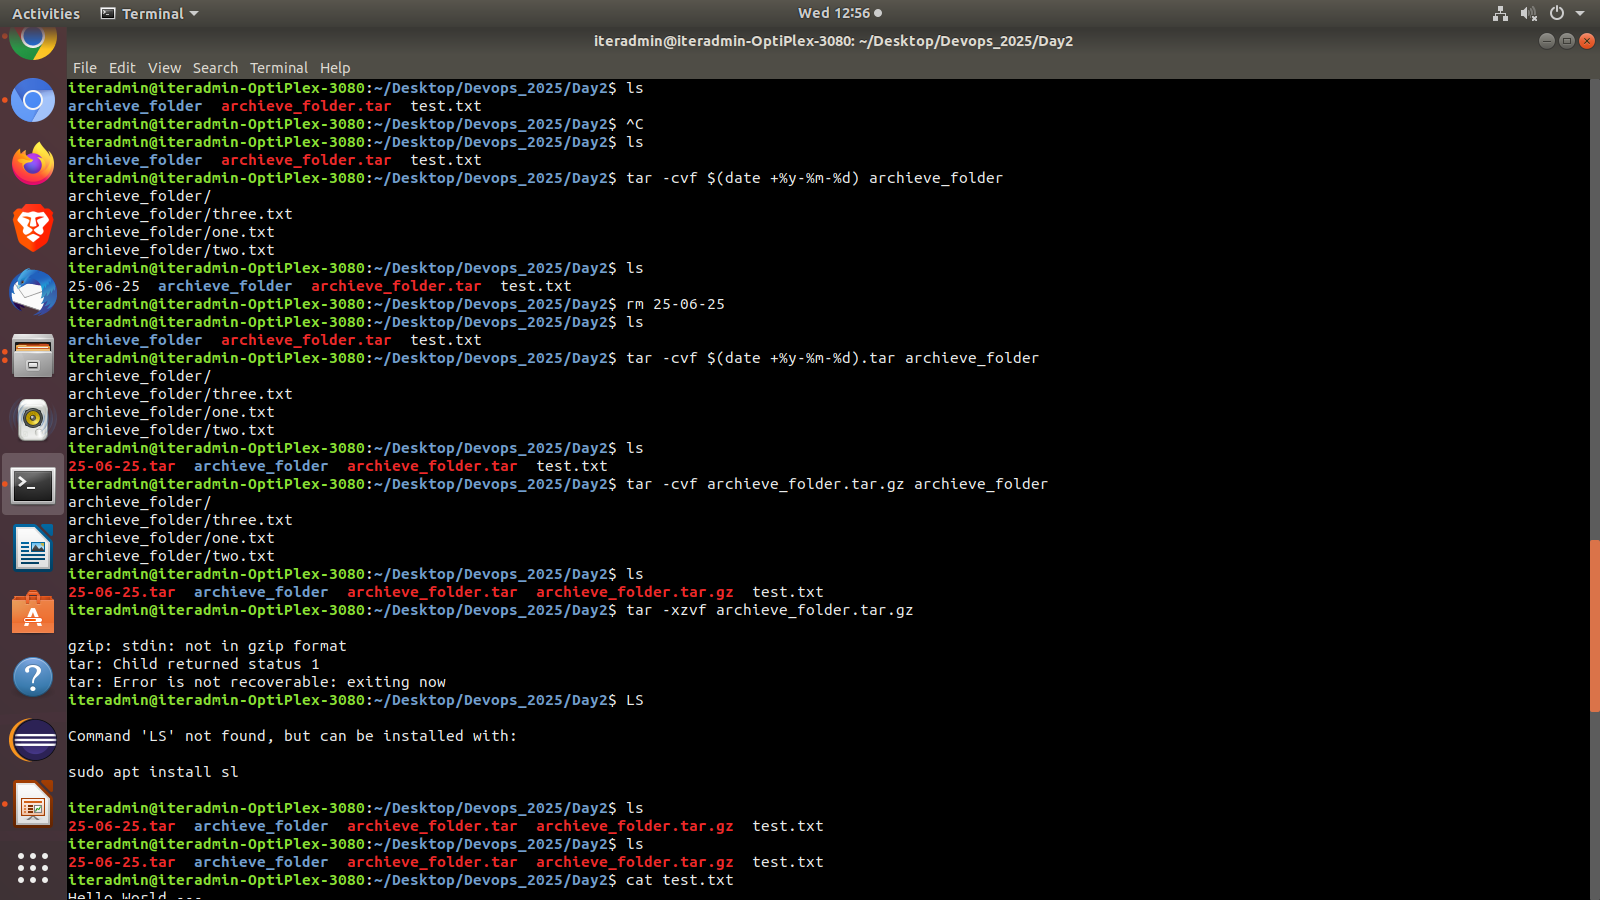 Activities Terminal Wed 12:56
iteradmin@iteradmin-OptiPlex-3080: ~/Desktop/Devops_2025/Day2
File Edit View Search Terminal Help
iteradmin@iteradmin-OptiPlex-3080:~/Desktop/Devops_2025/Day2$ ls
archieve_folder archieve_folder.tar test.txt
iteradmin@iteradmin-OptiPlex-3080:~/Desktop/Devops_2025/Day2$ ^C
iteradmin@iteradmin-OptiPlex-3080:~/Desktop/Devops_2025/Day2$ ls
archieve_folder archieve_folder.tar test.txt
iteradmin@iteradmin-OptiPlex-3080:~/Desktop/Devops_2025/Day2$ tar -cvf $(date +%y-%m-%d) archieve_folder
archieve_folder/
archieve_folder/three.txt
archieve_folder/one.txt
archieve_folder/two.txt
iteradmin@iteradmin-OptiPlex-3080:~/Desktop/Devops_2025/Day2$ ls
25-06-25 archieve_folder archieve_folder.tar test.txt
iteradmin@iteradmin-OptiPlex-3080:~/Desktop/Devops_2025/Day2$ rm 25-06-25
iteradmin@iteradmin-OptiPlex-3080:~/Desktop/Devops_2025/Day2$ ls
archieve_folder archieve_folder.tar test.txt
iteradmin@iteradmin-OptiPlex-3080:~/Desktop/Devops_2025/Day2$ tar -cvf $(date +%y-%m-%d).tar archieve_folder
archieve_folder/
archieve_folder/three.txt
archieve_folder/one.txt
archieve_folder/two.txt
iteradmin@iteradmin-OptiPlex-3080:~/Desktop/Devops_2025/Day2$ ls
25-06-25.tar archieve_folder archieve_folder.tar test.txt
iteradmin@iteradmin-OptiPlex-3080:~/Desktop/Devops_2025/Day2$ tar -cvf archieve_folder.tar.gz archieve_folder
archieve_folder/
archieve_folder/three.txt
archieve_folder/one.txt
archieve_folder/two.txt
iteradmin@iteradmin-OptiPlex-3080:~/Desktop/Devops_2025/Day2$ ls
25-06-25.tar archieve_folder archieve_folder.tar archieve_folder.tar.gz test.txt
iteradmin@iteradmin-OptiPlex-3080:~/Desktop/Devops_2025/Day2$ tar -xzvf archieve_folder.tar.gz
gzip: stdin: not in gzip format
tar: Child returned status 1
tar: Error is not recoverable: exiting now
iteradmin@iteradmin-OptiPlex-3080:~/Desktop/Devops_2025/Day2$ LS
Command 'LS' not found, but can be installed with:
sudo apt install sl
iteradmin@iteradmin-OptiPlex-3080:~/Desktop/Devops_2025/Day2$ ls
25-06-25.tar archieve_folder archieve_folder.tar archieve_folder.tar.gz test.txt
iteradmin@iteradmin-OptiPlex-3080:~/Desktop/Devops_2025/Day2$ ls
25-06-25.tar archieve_folder archieve_folder.tar archieve_folder.tar.gz test.txt
iteradmin@iteradmin-OptiPlex-3080:~/Desktop/Devops_2025/Day2$ cat test.txt
Hello World